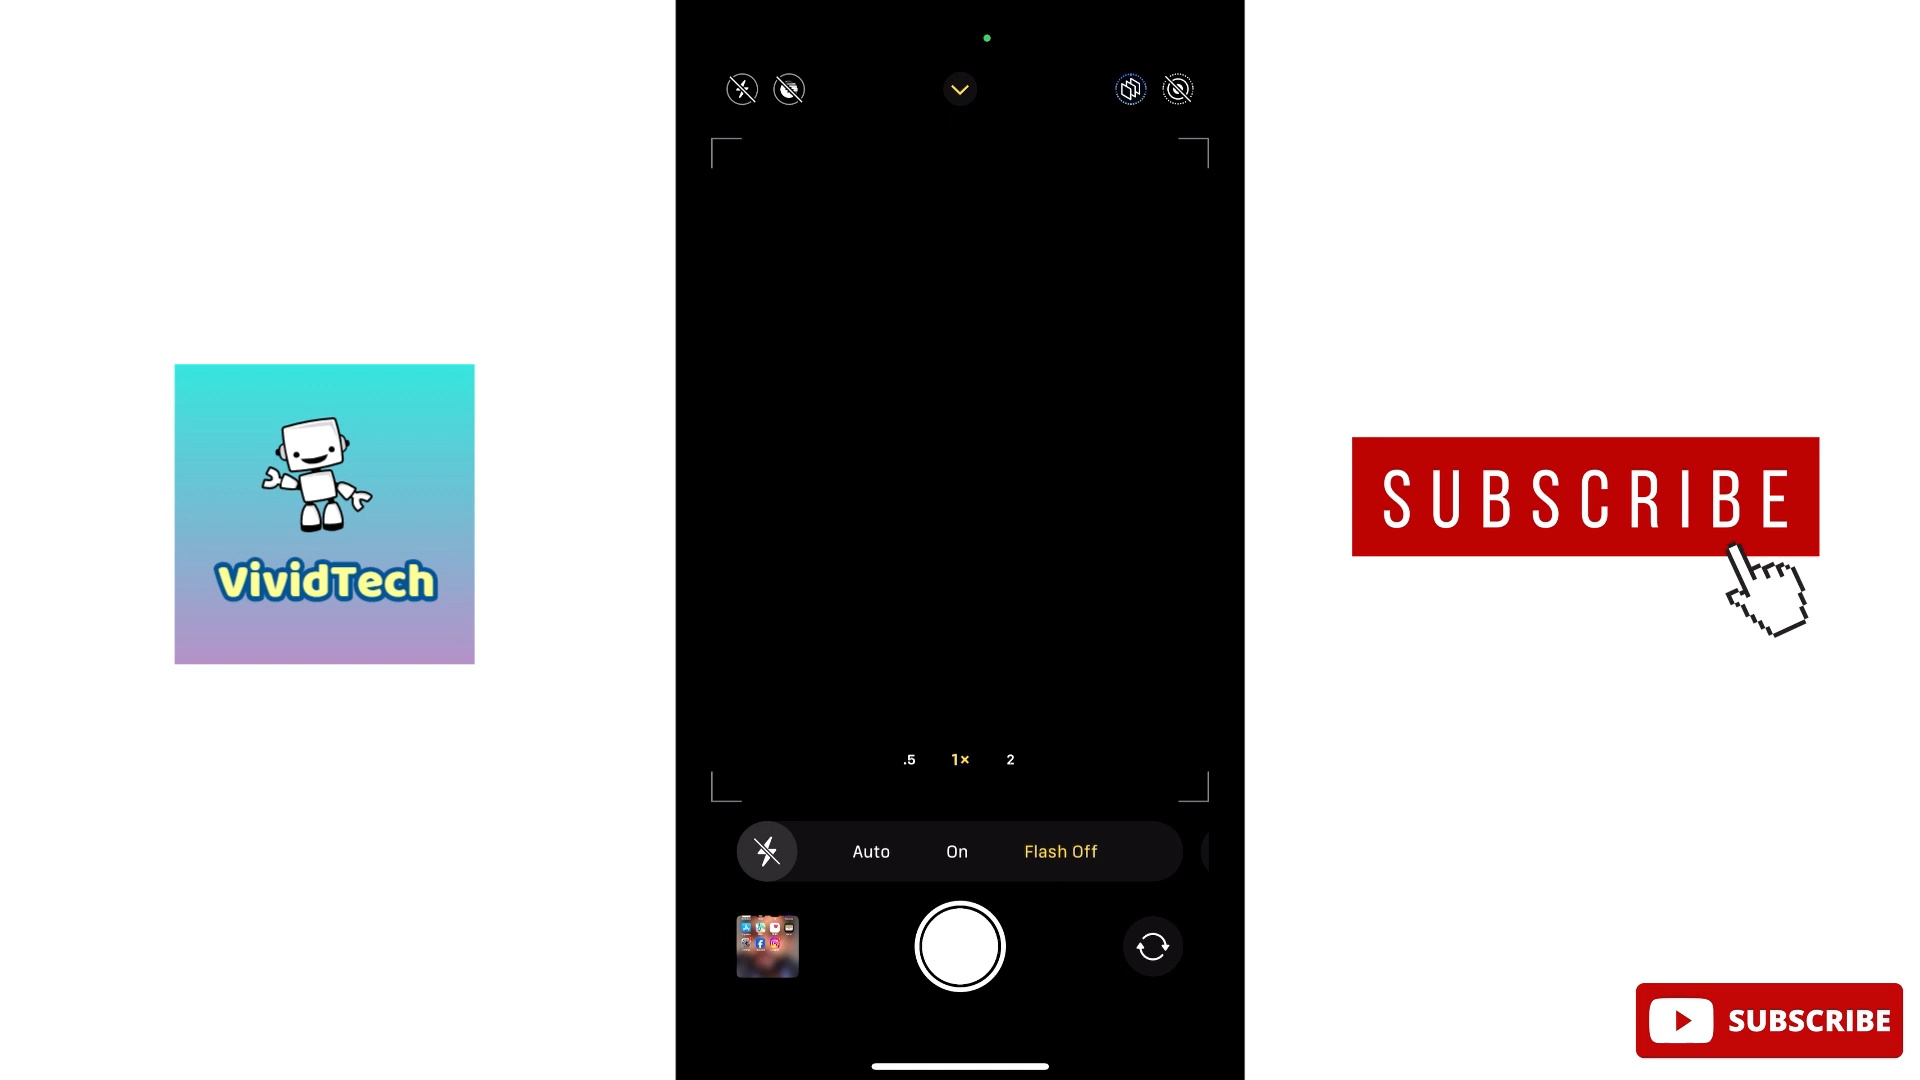 VividTech
.5 1× 2
Auto On Flash Off
SUBSCRIBE
SUBSCRIBE